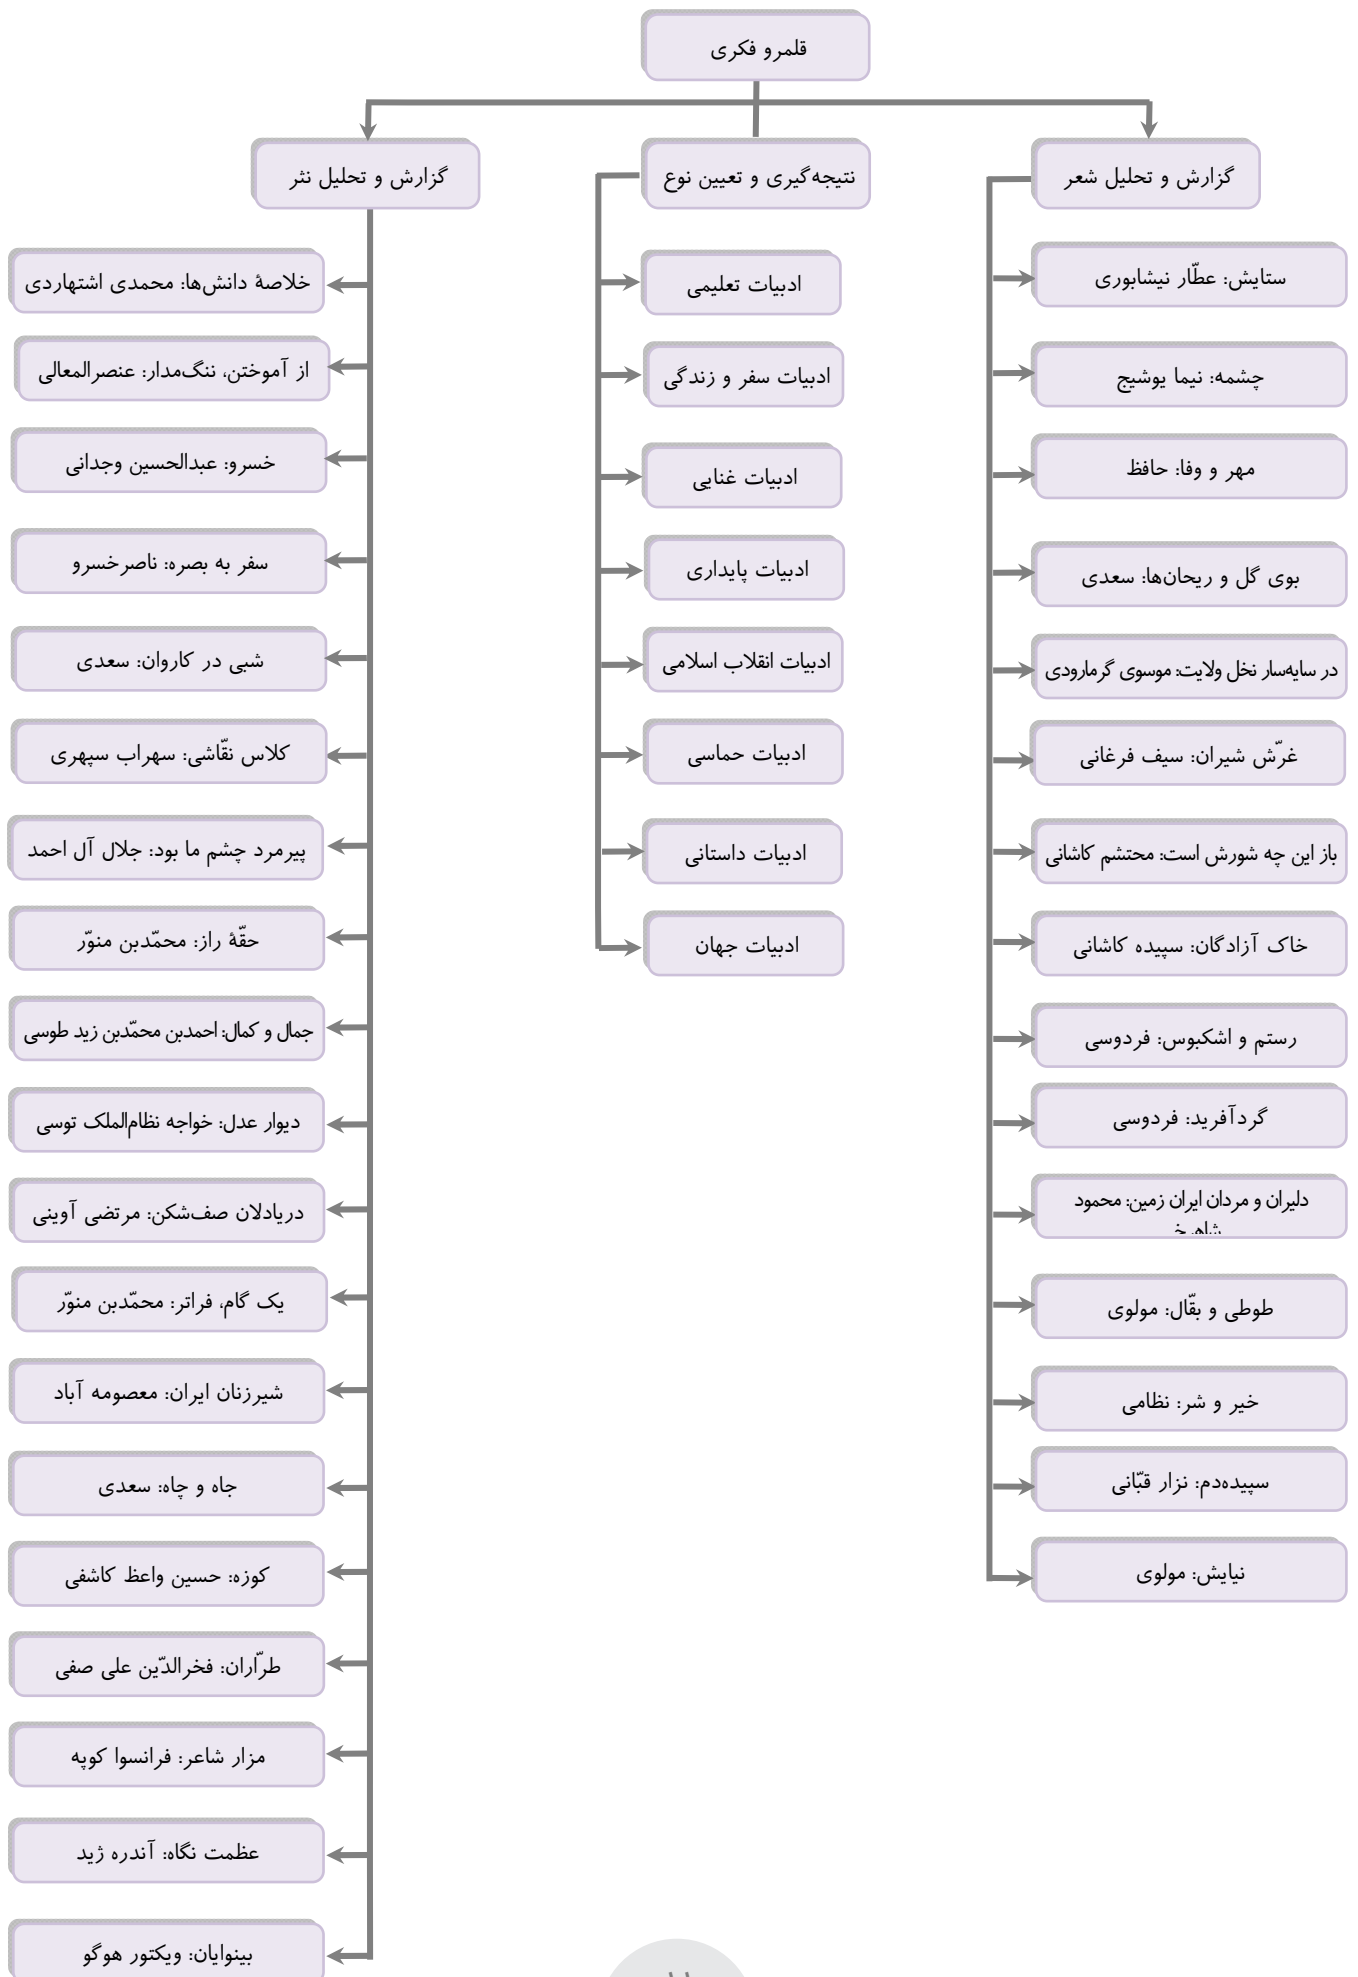 قلمرو فکری
گزارش و تحلیل شعر
نتیجه‌گیری و تعیین نوع
گزارش و تحلیل نثر
ستایش: عطّار نیشابوری
چشمه: نیما یوشیج
مهر و وفا: حافظ
بوی گل و ریحان‌ها: سعدی
در سایه‌سار نخل ولایت: موسوی گرمارودی
غرّش شیران: سیف فرغانی
باز این چه شورش است: محتشم کاشانی
خاک آزادگان: سپیده کاشانی
رستم و اشکبوس: فردوسی
گردآفرید: فردوسی
دلیران و مردان ایران زمین: محمود
طوطی و بقّال: مولوی
خیر و شر: نظامی
سپیده‌دم: نزار قبّانی
نیایش: مولوی
ادبیات تعلیمی
ادبیات سفر و زندگی
ادبیات غنایی
ادبیات پایداری
ادبیات انقلاب اسلامی
ادبیات حماسی
ادبیات داستانی
ادبیات جهان
خلاصهٔ دانش‌ها: محمدی اشتهاردی
از آموختن، ننگ‌مدار: عنصرالمعالی
خسرو: عبدالحسین وجدانی
سفر به بصره: ناصرخسرو
شبی در کاروان: سعدی
کلاس نقّاشی: سهراب سپهری
پیرمرد چشم ما بود: جلال آل احمد
حقّهٔ راز: محمّدبن منوّر
جمال و کمال: احمدبن محمّدبن زید طوسی
دیوار عدل: خواجه نظام‌الملک توسی
دریادلان صف‌شکن: مرتضی آوینی
یک گام، فراتر: محمّدبن منوّر
شیرزنان ایران: معصومه آباد
جاه و چاه: سعدی
کوزه: حسین واعظ کاشفی
طرّاران: فخرالدّین علی صفی
مزار شاعر: فرانسوا کوپه
عظمت نگاه: آندره ژید
بینوایان: ویکتور هوگو